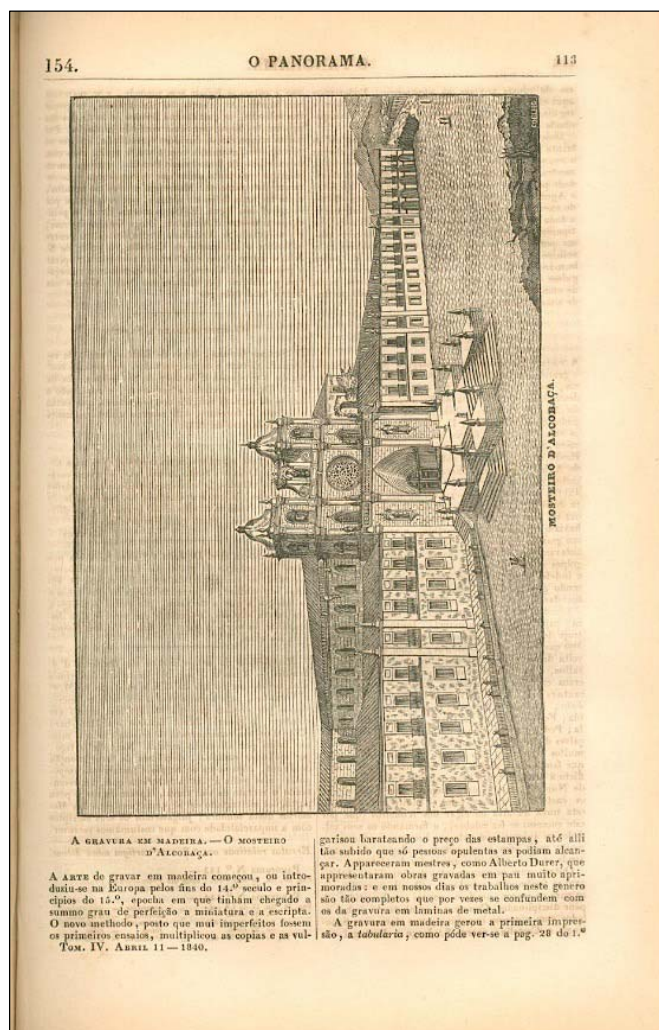 154.
O PANORAMA.
113
COELHO
MOSTEIRO D'ALCOBAÇA.
A GRAVURA EM MADEIRA. — O MOSTEIRO
D'ALCOBAÇA.
A ARTE de gravar em madeira começou, ou intro-
duziu-se na Europa pelos fins do 14.º seculo e prin-
cipios do 15.º, epocha em que tinham chegado a
summo grau de perfeição a miniatura e a escripta.
O novo methodo, posto que mui imperfeitos fossem
os primeiros ensaios, multiplicou as copias e as vul-
Tom. IV. Abril 11 — 1840.
garisou barateando o preço das estampas, até alli
tão subido que só pessoas opulentas as podiam alcan-
çar. Appareceram mestres, como Alberto Durer, que
appresentaram obras gravadas em pau muito apri-
moradas: e em nossos dias os trabalhos neste genero
são tão completos que por vezes se confundem com
os da gravura em laminas de metal.
A gravura em madeira gerou a primeira impres-
são, a tabularia, como póde ver-se a pag. 28 do 1.º